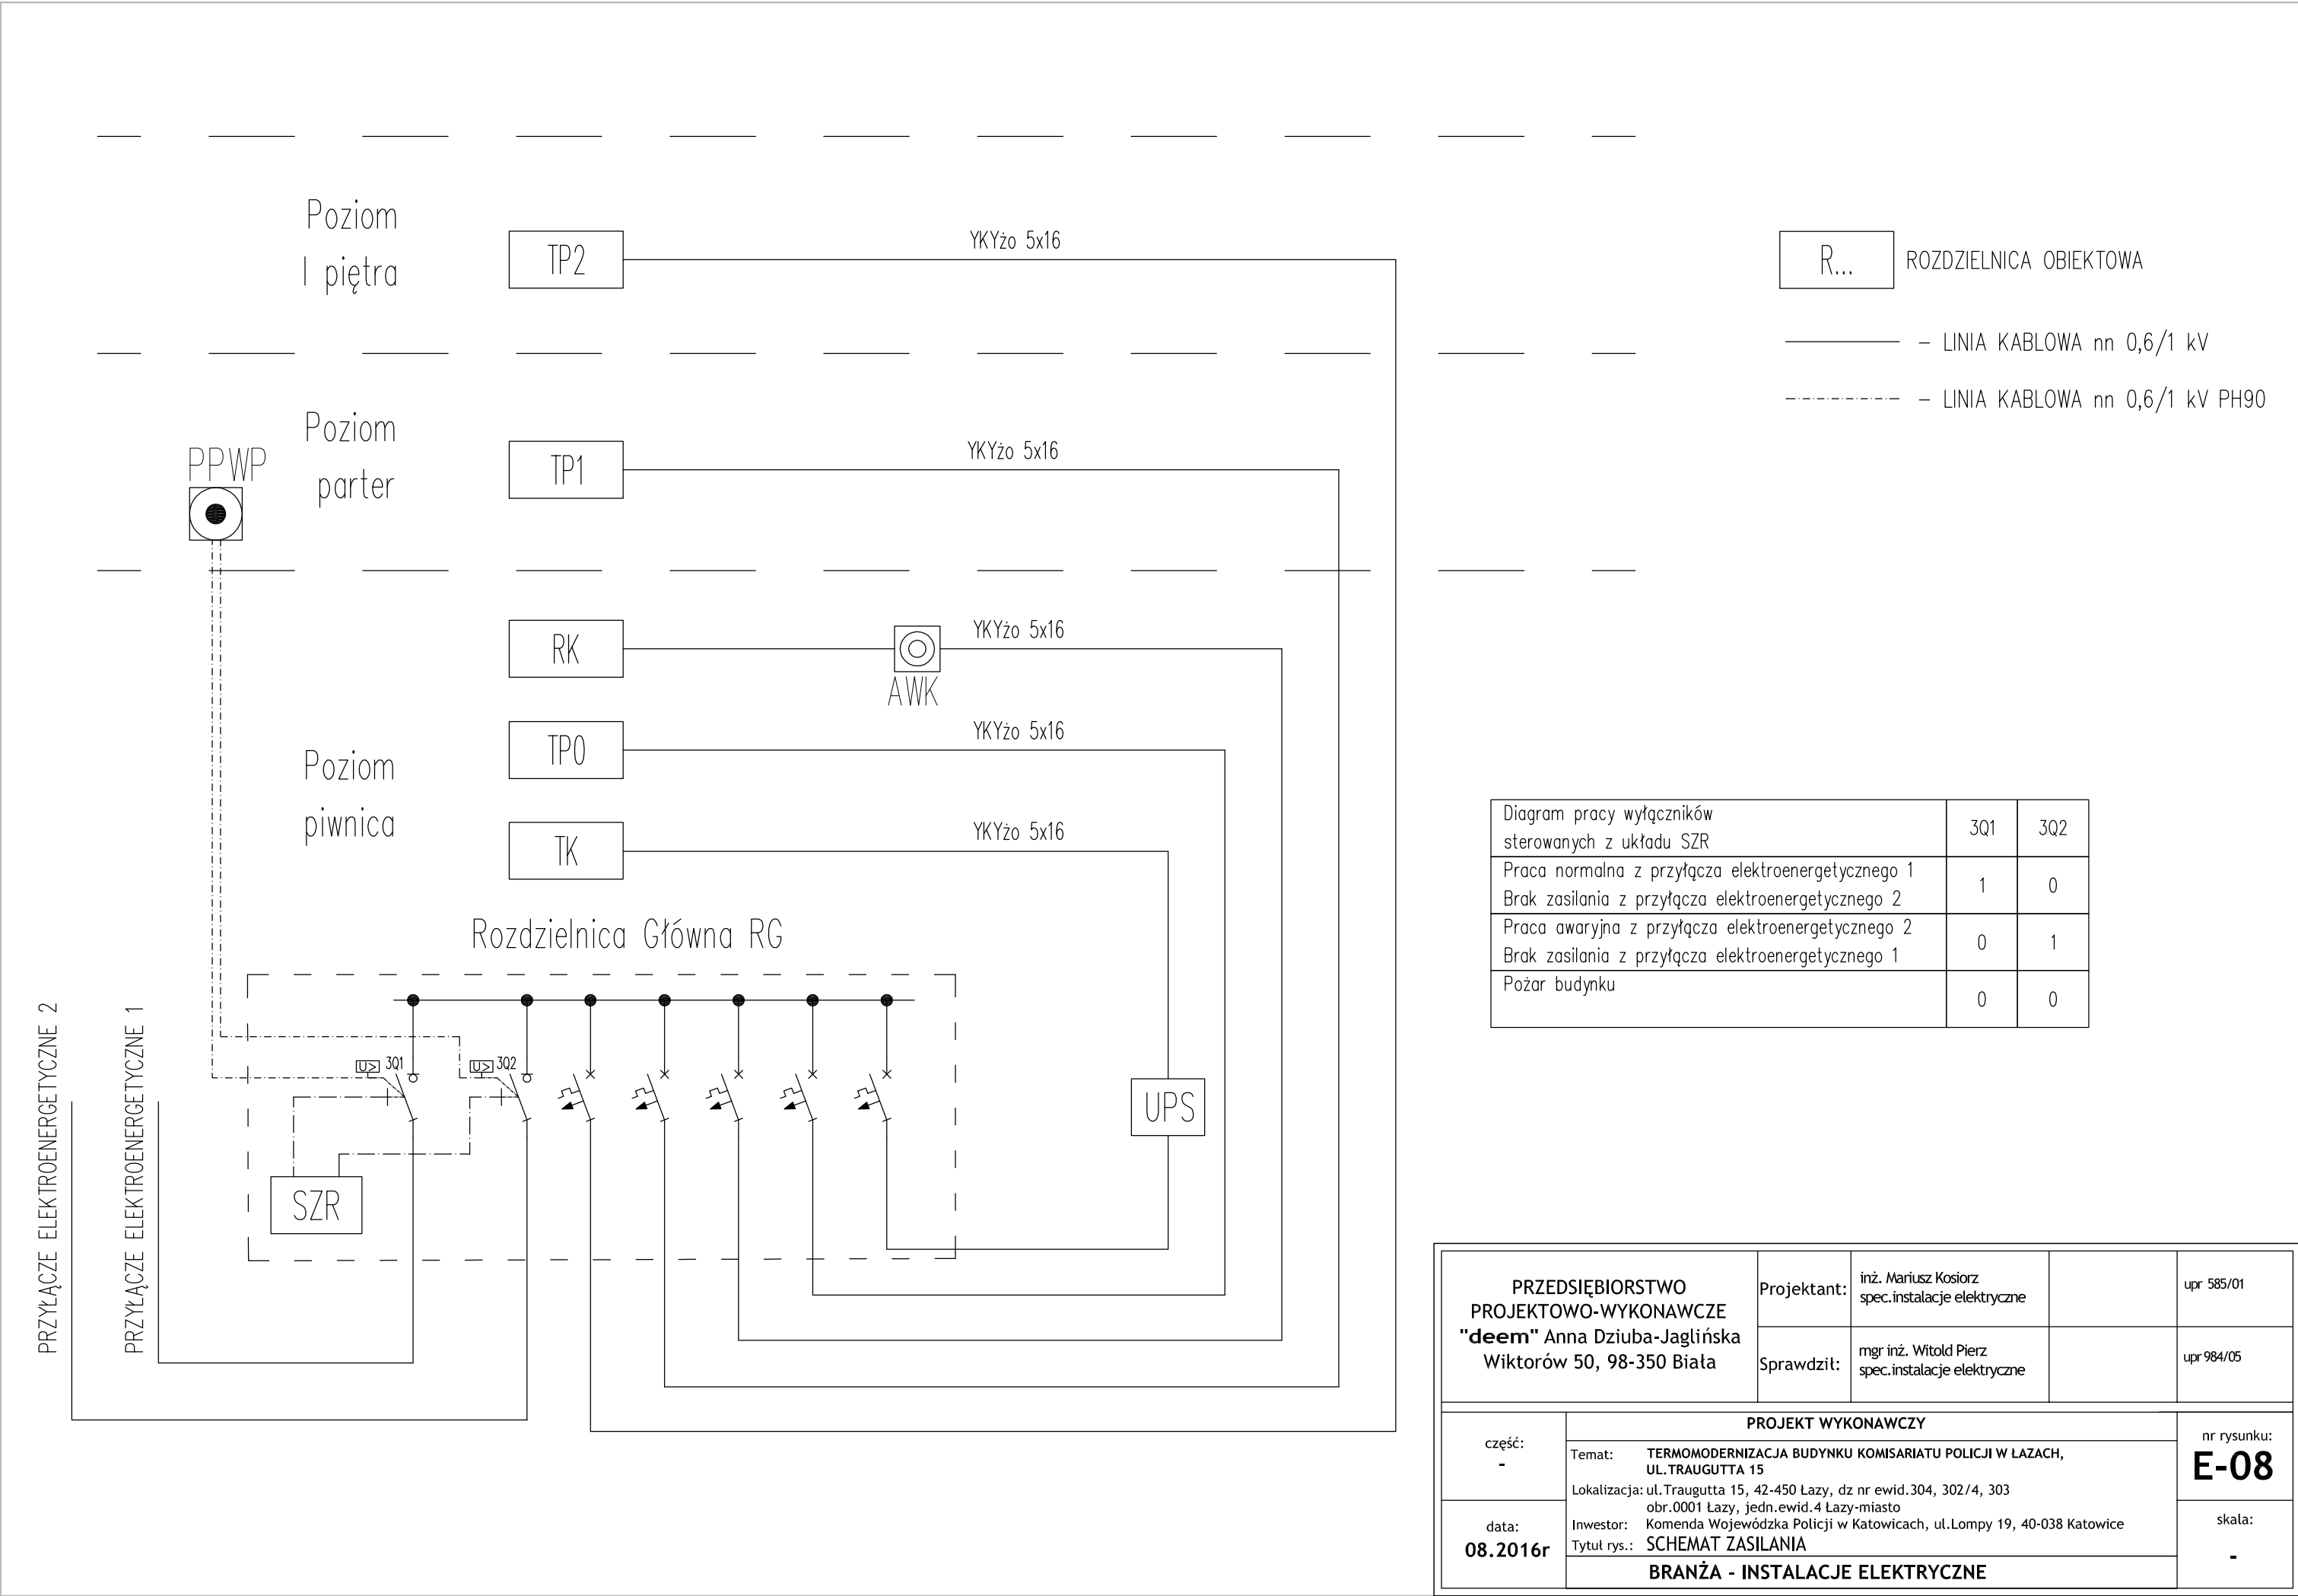 Poziom
I piętra
TP2
YKYżo 5x16
R...
ROZDZIELNICA OBIEKTOWA
– LINIA KABLOWA nn 0,6/1 kV
– LINIA KABLOWA nn 0,6/1 kV PH90
PPWP
Poziom
parter
TP1
YKYżo 5x16
RK
AWK
YKYżo 5x16
Poziom
piwnica
TP0
YKYżo 5x16
TK
YKYżo 5x16
Rozdzielnica Główna RG
PRZYŁĄCZE ELEKTROENERGETYCZNE 2
PRZYŁĄCZE ELEKTROENERGETYCZNE 1
U> 3Q1
U> 3Q2
SZR
UPS
Diagram pracy wyłączników
sterowanych z układu SZR
3Q1
3Q2
Praca normalna z przyłącza elektroenergetycznego 1
Brak zasilania z przyłącza elektroenergetycznego 2
1
0
Praca awaryjna z przyłącza elektroenergetycznego 2
Brak zasilania z przyłącza elektroenergetycznego 1
0
1
Pożar budynku
0
0
PRZEDSIĘBIORSTWO
PROJEKTOWO-WYKONAWCZE
"deem" Anna Dziuba-Jaglińska
Wiktorów 50, 98-350 Biała
Projektant:
inż. Mariusz Kosiorz
spec.instalacje elektryczne
upr 585/01
Sprawdził:
mgr inż. Witold Pierz
spec.instalacje elektryczne
upr 984/05
część:
-
data:
08.2016r
PROJEKT WYKONAWCZY
Temat: TERMOMODERNIZACJA BUDYNKU KOMISARIATU POLICJI W ŁAZACH,
UL.TRAUGUTTA 15
Lokalizacja: ul.Traugutta 15, 42-450 Łazy, dz nr ewid.304, 302/4, 303
obr.0001 Łazy, jedn.ewid.4 Łazy-miasto
Inwestor: Komenda Wojewódzka Policji w Katowicach, ul.Lompy 19, 40-038 Katowice
Tytuł rys.: SCHEMAT ZASILANIA
BRANŻA - INSTALACJE ELEKTRYCZNE
nr rysunku:
E-08
skala:
-